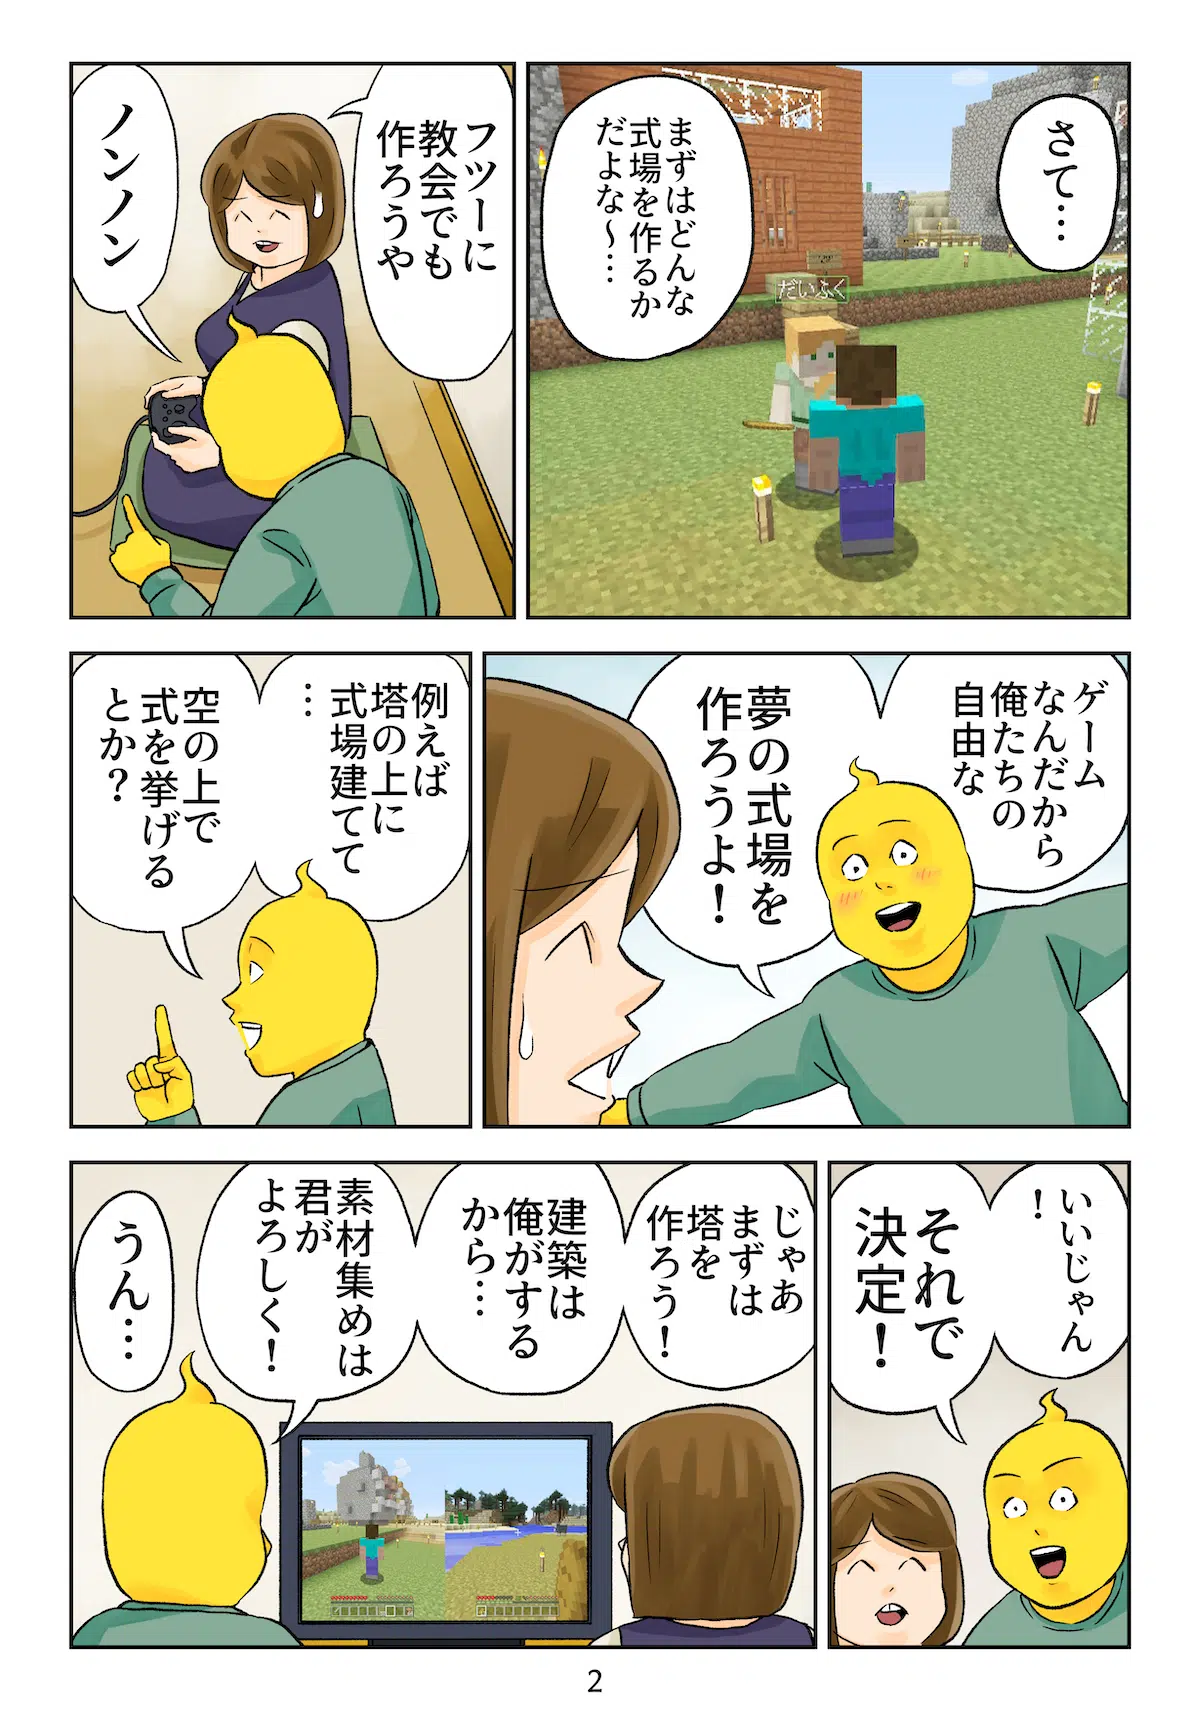 さて…
まずはどんな
式場を作るか
だよな～…
だいふく
フツーに
教会でも
作ろうや
ノンノン
ゲーム
なんだから
俺たちの
自由な
夢の式場を
作ろうよ！
例えば
塔の上に
式場建てて
…
空の上で
式を挙げる
とか？
いいじゃん
！
それで
決定！
じゃあ
まずは
塔を
作ろう！
建築は
俺がする
から…
素材集めは
君が
よろしく！
うん…
2